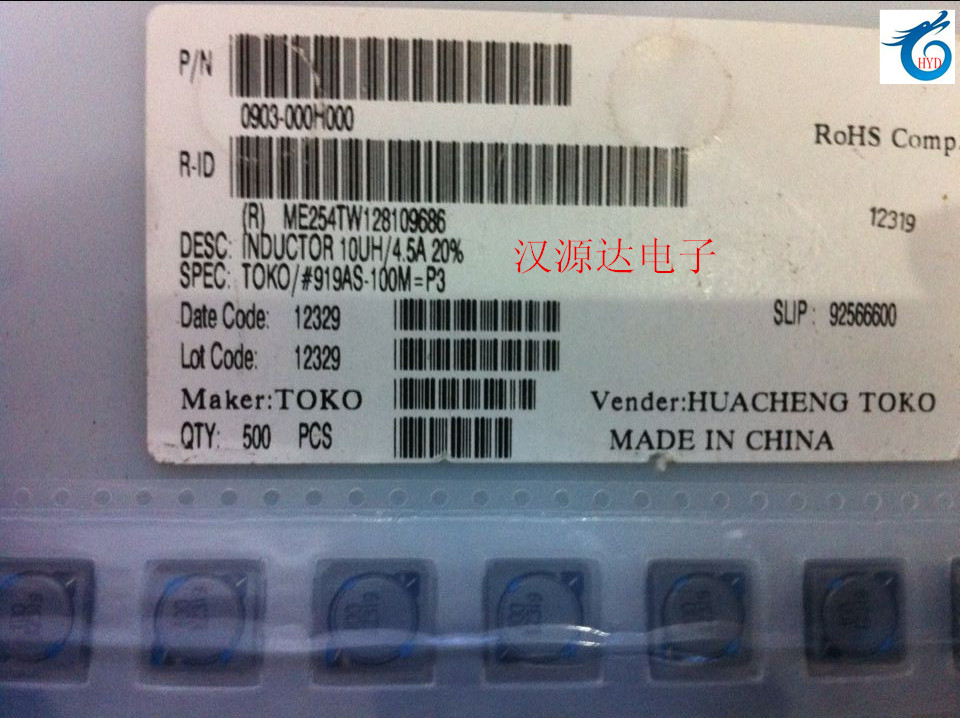 HYD
P/N
0903-000H000
RoHS Comp.
R-ID
(R) ME254TW128109686
12319
DESC: INDUCTOR 10UH/4.5A 20%
汉源达电子
SPEC: TOKO/#919AS-100M=P3
Date Code: 12329
SLIP: 92566600
Lot Code: 12329
Maker:TOKO
Vender:HUACHENG TOKO
QTY: 500 PCS
MADE IN CHINA